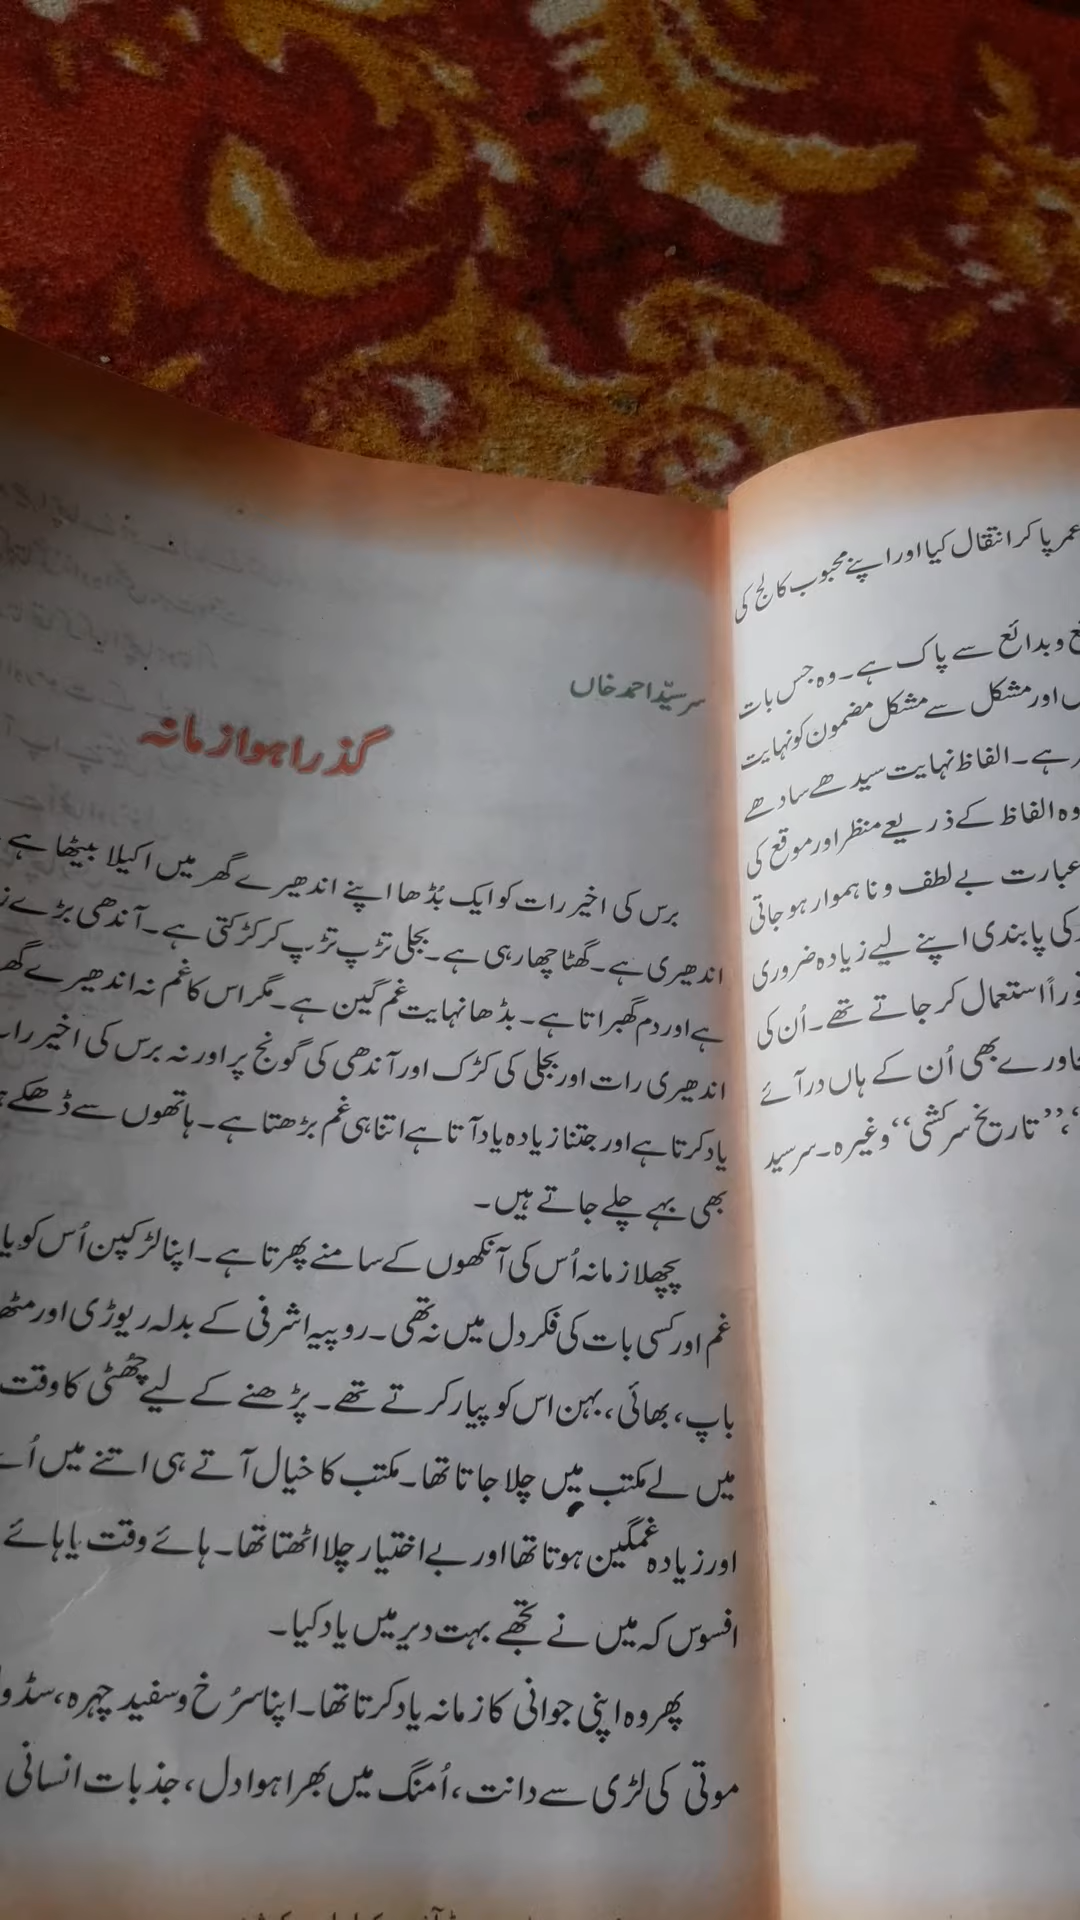 عمر پا کر انتقال کیا اور اپنے محبوب کالج کی
و بدائع سے پاک ہے۔ وہ جس بات
اور مشکل سے مشکل مضمون کو نہایت
ہے۔ الفاظ نہایت سیدھے سادھے
وہ الفاظ کے ذریعے منظر اور موقع کی
عبارت بے لطف و ناہموار ہو جاتی
کی پابندی اپنے لیے زیادہ ضروری
استعمال کر جاتے تھے۔ اُن کی
بھی اُن کے ہاں در آئے
‘‘، ’’تاریخ سرکشی‘‘ وغیرہ۔ سرسید
سر سیّد احمد خاں
گذرا ہوا زمانہ
برس کی اخیر رات کو ایک بُڈھا اپنے اندھیرے گھر میں اکیلا بیٹھا ہے
اندھیری ہے۔ گھٹا چھا رہی ہے۔ بجلی تڑپ تڑپ کر کڑکتی ہے۔ آندھی بڑے
ہے اور دم گھبراتا ہے۔ بڈھا نہایت غم گین ہے۔ مگر اس کا غم نہ اندھیرے
اندھیری رات اور بجلی کی کڑک اور آندھی کی گونج پر اور نہ برس کی اخیر
یاد کرتا ہے اور جتنا زیادہ یاد آتا ہے اتنا ہی غم بڑھتا ہے۔ ہاتھوں سے ڈھکے
بھی بہے چلے جاتے ہیں۔
پچھلا زمانہ اُس کی آنکھوں کے سامنے پھرتا ہے۔ اپنا لڑکپن اُس کو
غم اور کسی بات کی فکر دل میں نہ تھی۔ روپیہ اشرفی کے بدلہ ریوڑی اور
باپ، بھائی، بہن اس کو پیار کرتے تھے۔ پڑھنے کے لیے چُھٹی کا وقت
میں لے مکتب میں چلا جاتا تھا۔ مکتب کا خیال آتے ہی اتنے میں
اور زیادہ غمگین ہوتا تھا اور بے اختیار چلا اٹھتا تھا۔ ہائے وقت یا ہائے
افسوس کہ میں نے تجھے بہت دیر میں یاد کیا۔
پھر وہ اپنی جوانی کا زمانہ یاد کرتا تھا۔ اپنا سرُخ و سفید چہرہ،
موتی کی لڑی سے دانت، اُمنگ میں بھرا ہوا دل، جذبات انسانی